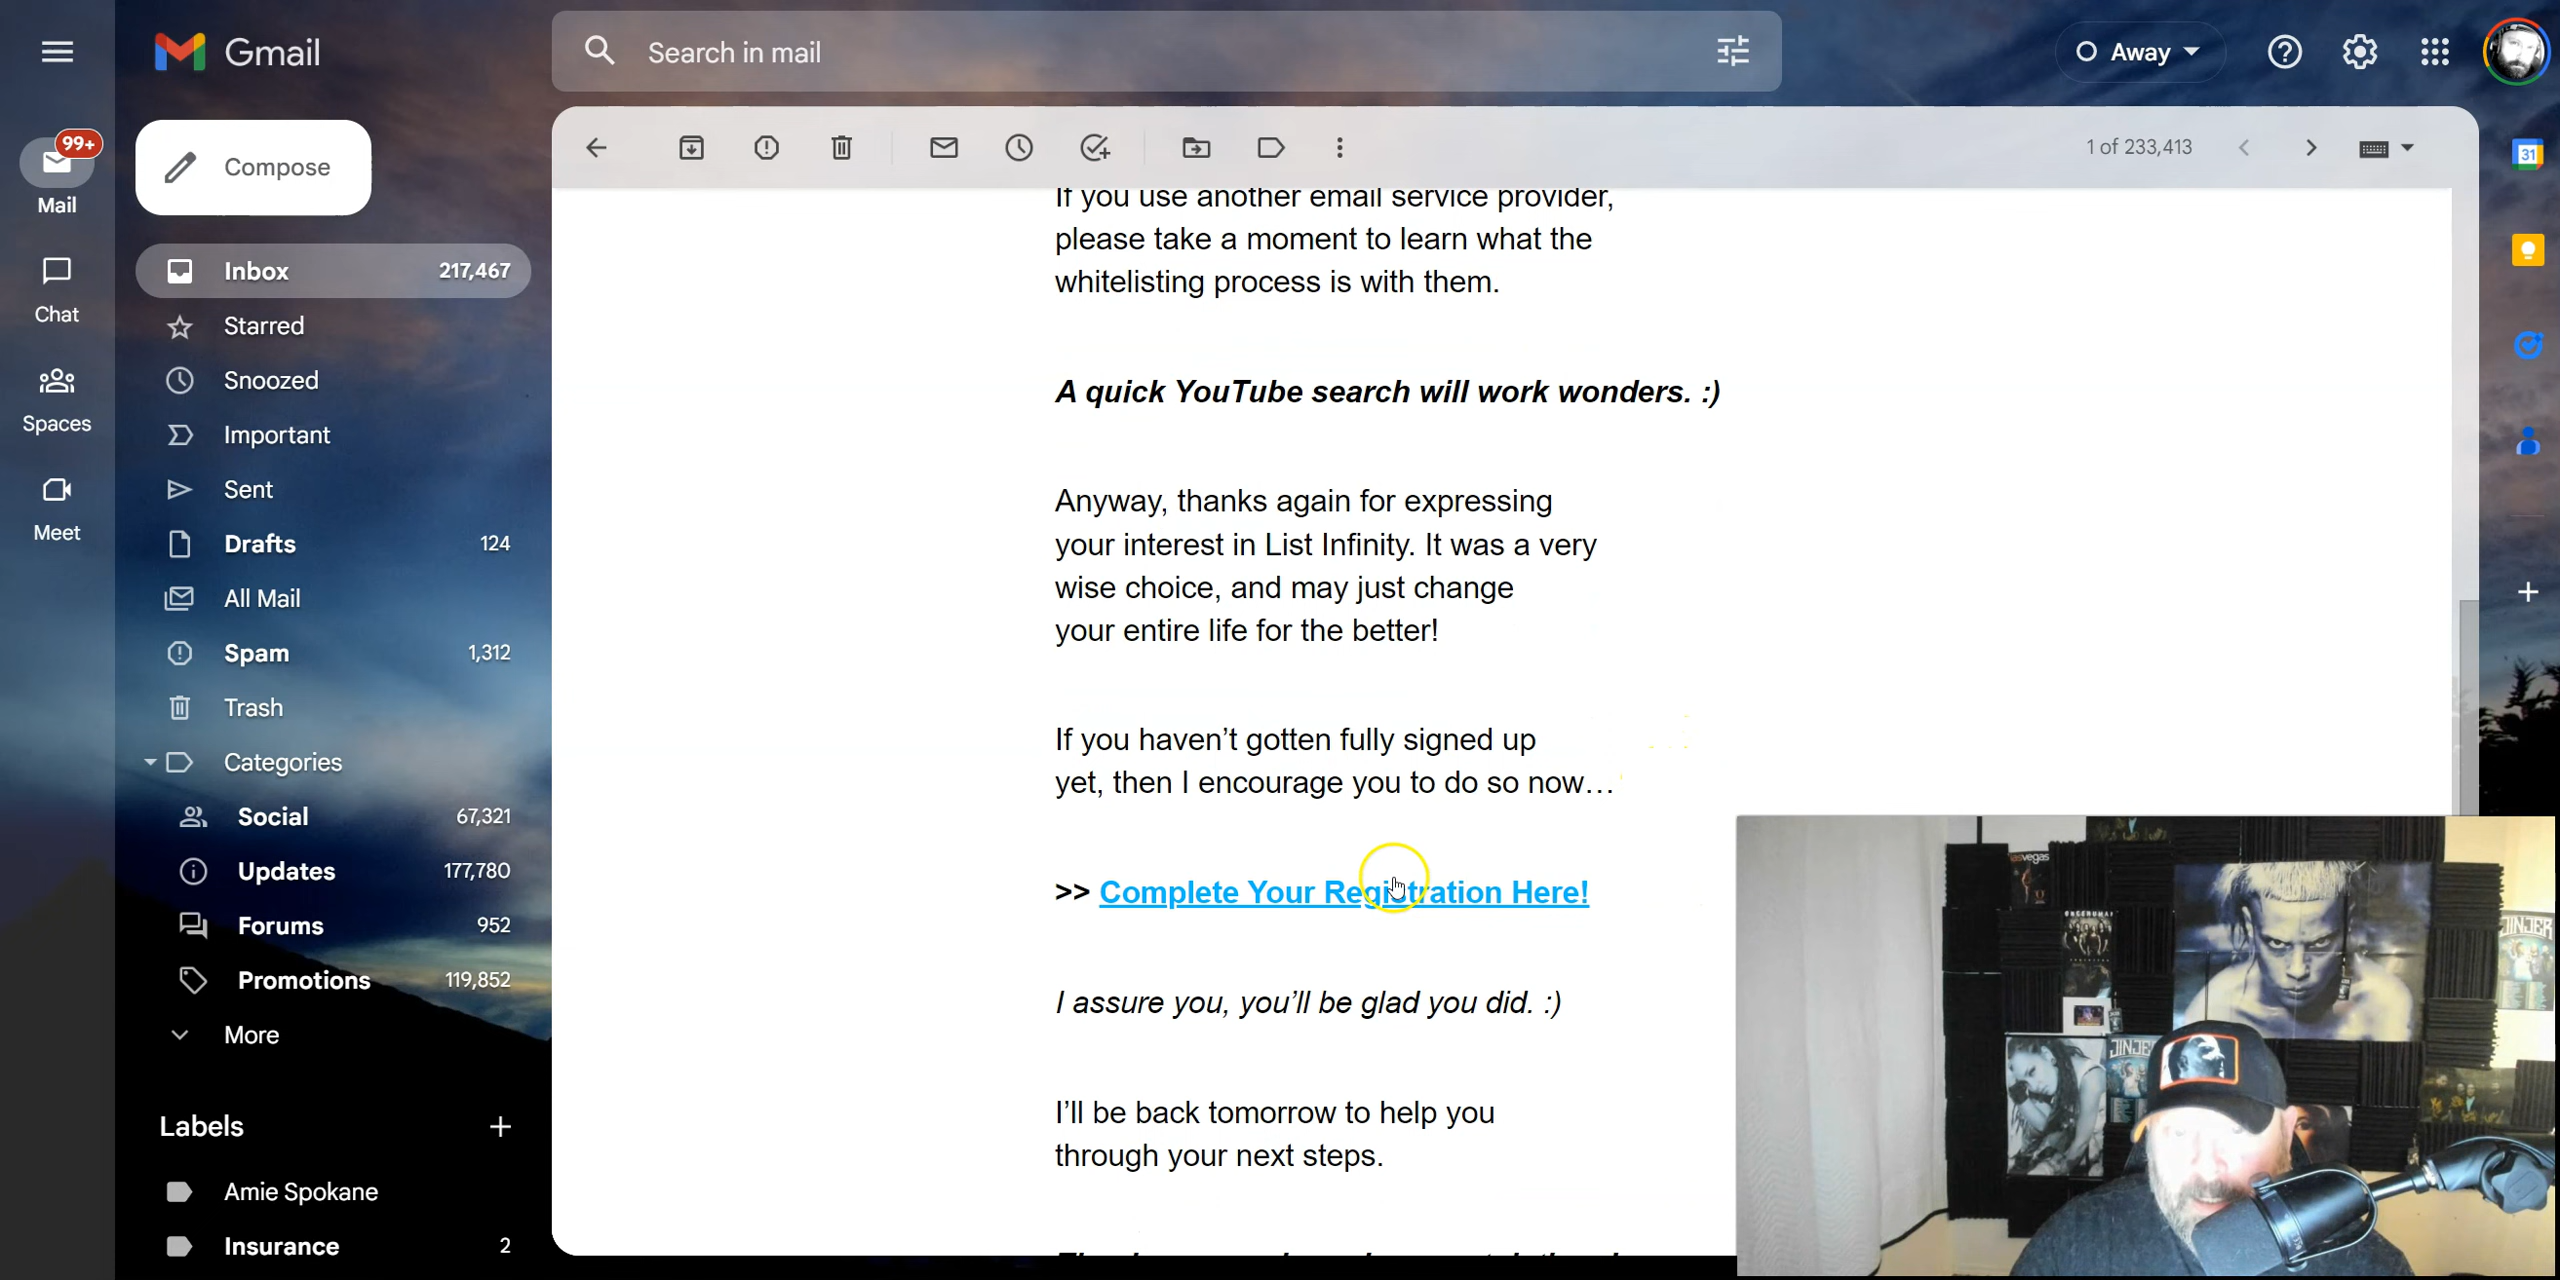 Gmail
Search in mail
Away
99+
Mail
Chat
Spaces
Meet
Compose
Inbox 217,467
Starred
Snoozed
Important
Sent
Drafts 124
All Mail
Spam 1,312
Trash
Categories
Social 67,321
Updates 177,780
Forums 952
Promotions 119,852
More
Labels
Amie Spokane
Insurance 2
1 of 233,413
31
If you use another email service provider,
please take a moment to learn what the
whitelisting process is with them.
A quick YouTube search will work wonders. :)
Anyway, thanks again for expressing
your interest in List Infinity. It was a very
wise choice, and may just change
your entire life for the better!
If you haven’t gotten fully signed up
yet, then I encourage you to do so now…
>> Complete Your Registration Here!
I assure you, you’ll be glad you did. :)
I’ll be back tomorrow to help you
through your next steps.
JINJER